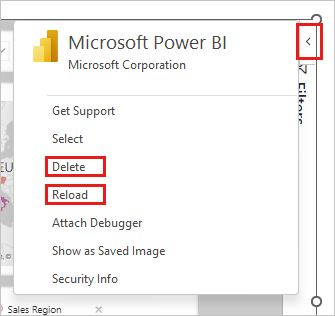 Microsoft Power BI
Microsoft Corporation
Filters
Get Support
Select
Delete
Reload
Attach Debugger
Show as Saved Image
Security Info
EU
Sales Region